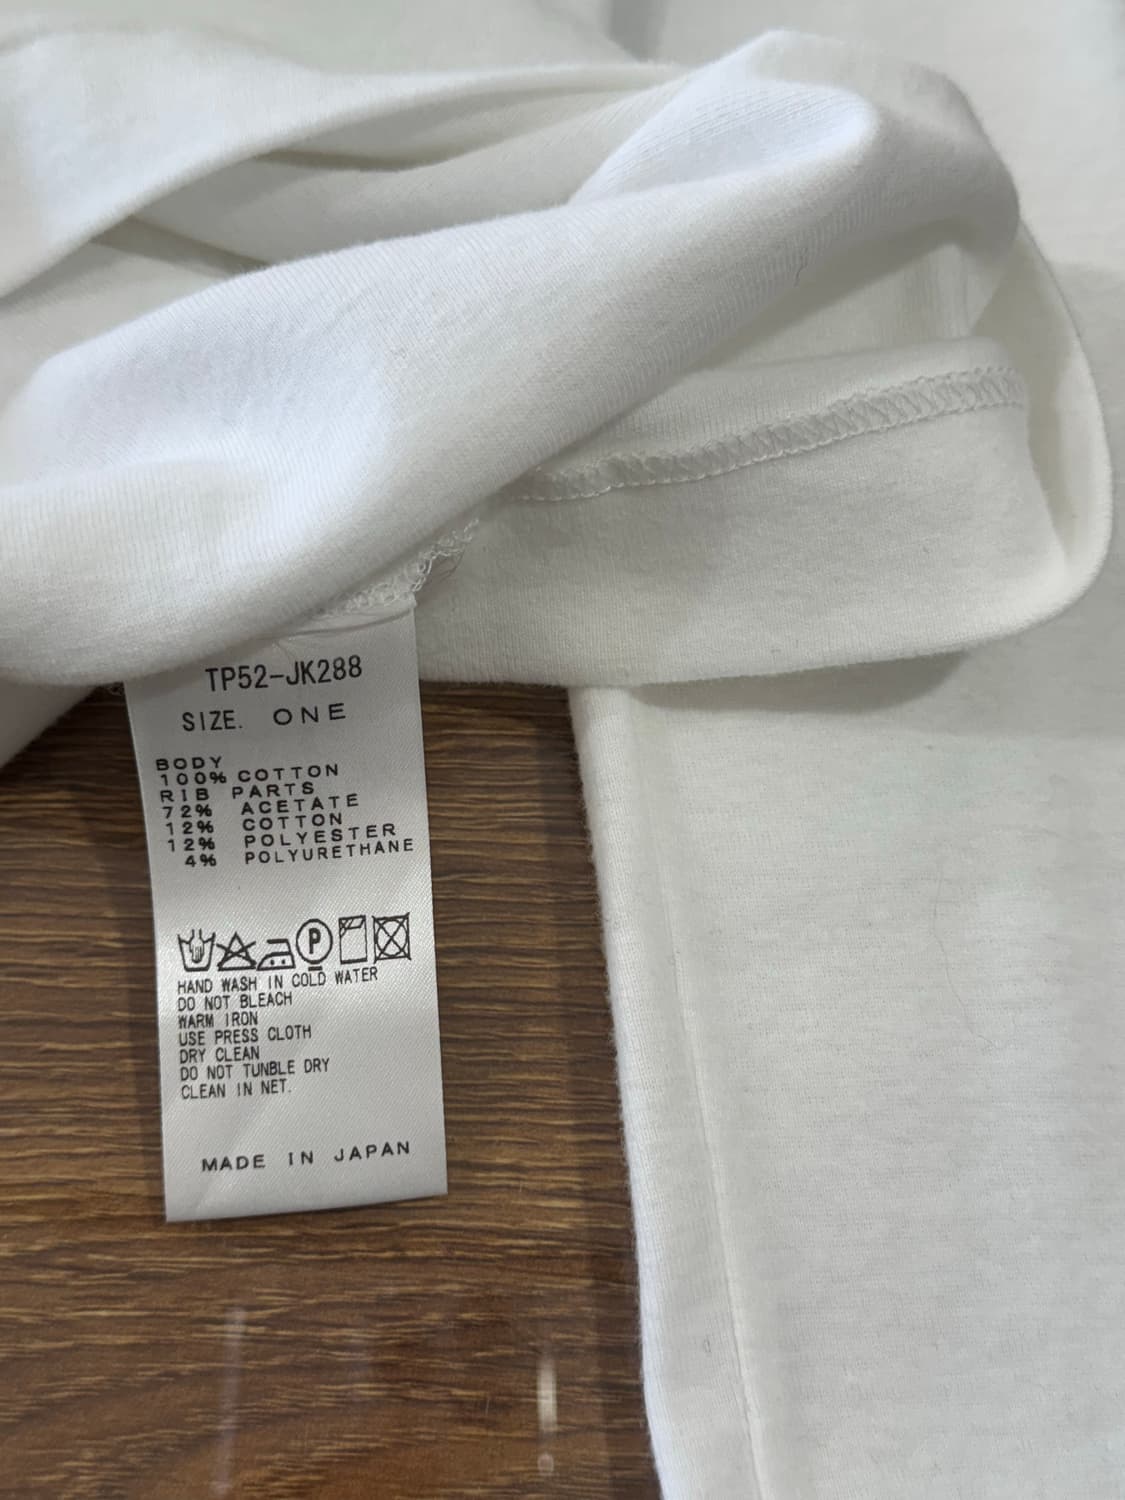 TP52-JK288
SIZE. ONE
BODY
100% COTTON
RIB PARTS
72% ACETATE
12% COTTON
12% POLYESTER
4% POLYURETHANE
P
HAND WASH IN COLD WATER
DO NOT BLEACH
WARM IRON
USE PRESS CLOTH
DRY CLEAN
DO NOT TUNBLE DRY
CLEAN IN NET.
MADE IN JAPAN